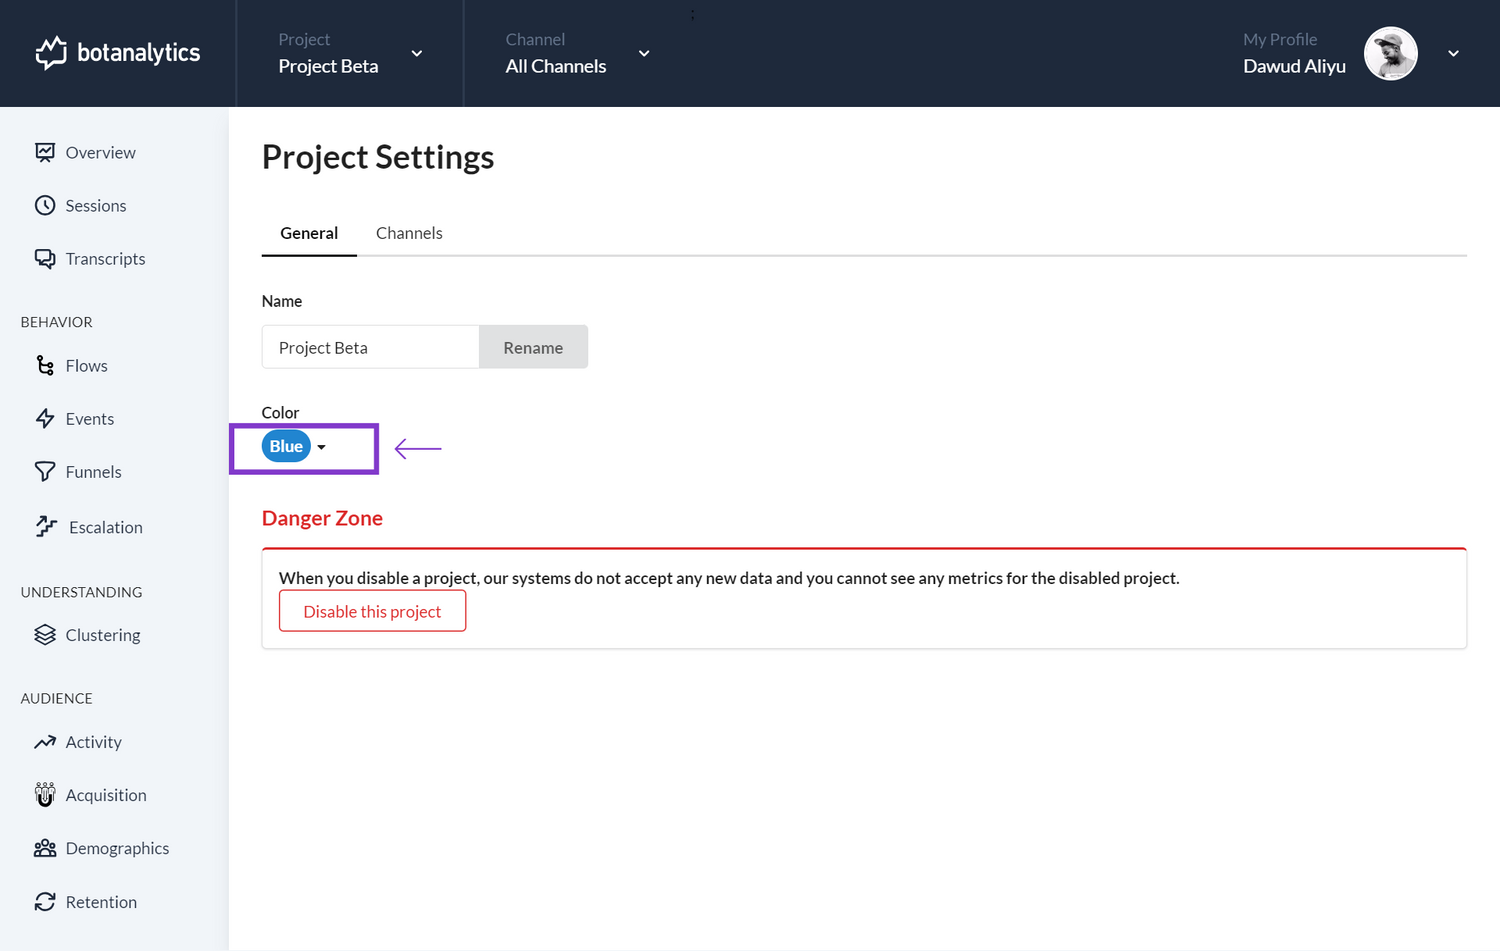 :
botanalytics
Project
Project Beta
Channel
All Channels
My Profile
Dawud Aliyu
Overview
Sessions
Transcripts
BEHAVIOR
Flows
Events
Funnels
Escalation
UNDERSTANDING
Clustering
AUDIENCE
Activity
Acquisition
Demographics
Retention
Project Settings
General
Channels
Name
Project Beta
Rename
Color
Blue
Danger Zone
When you disable a project, our systems do not accept any new data and you cannot see any metrics for the disabled project.
Disable this project